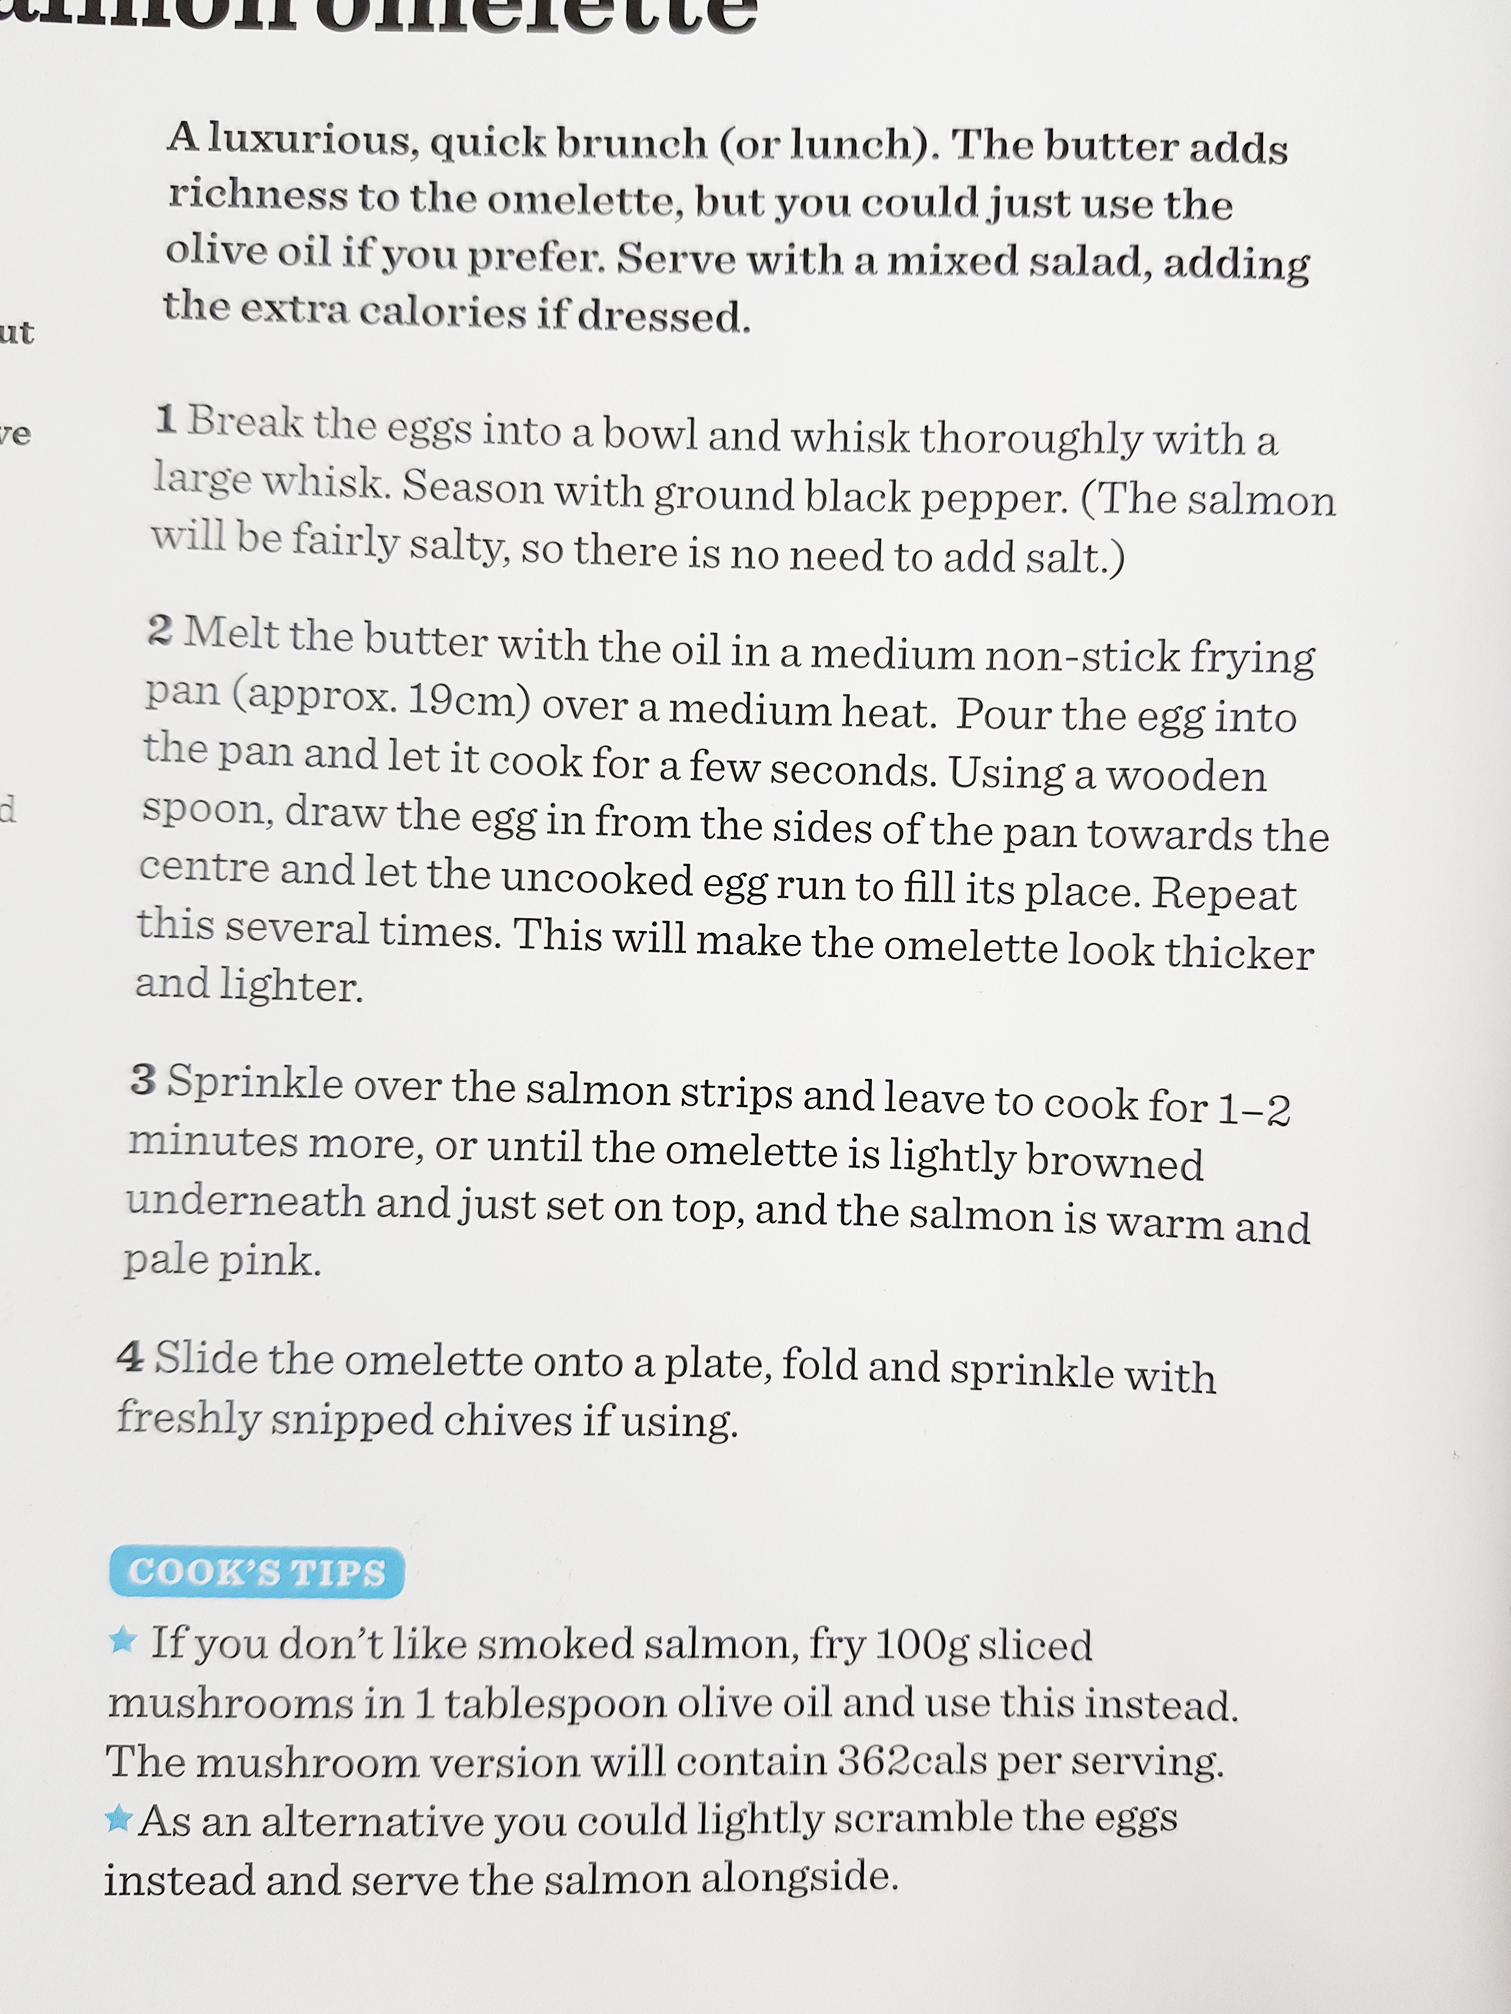 omelette
A luxurious, quick brunch (or lunch). The butter adds
richness to the omelette, but you could just use the
olive oil if you prefer. Serve with a mixed salad, adding
the extra calories if dressed.
1 Break the eggs into a bowl and whisk thoroughly with a
large whisk. Season with ground black pepper. (The salmon
will be fairly salty, so there is no need to add salt.)
2 Melt the butter with the oil in a medium non-stick frying
pan (approx. 19cm) over a medium heat. Pour the egg into
the pan and let it cook for a few seconds. Using a wooden
spoon, draw the egg in from the sides of the pan towards the
centre and let the uncooked egg run to fill its place. Repeat
this several times. This will make the omelette look thicker
and lighter.
3 Sprinkle over the salmon strips and leave to cook for 1–2
minutes more, or until the omelette is lightly browned
underneath and just set on top, and the salmon is warm and
pale pink.
4 Slide the omelette onto a plate, fold and sprinkle with
freshly snipped chives if using.
COOK'S TIPS
★ If you don't like smoked salmon, fry 100g sliced
mushrooms in 1 tablespoon olive oil and use this instead.
The mushroom version will contain 362cals per serving.
★ As an alternative you could lightly scramble the eggs
instead and serve the salmon alongside.